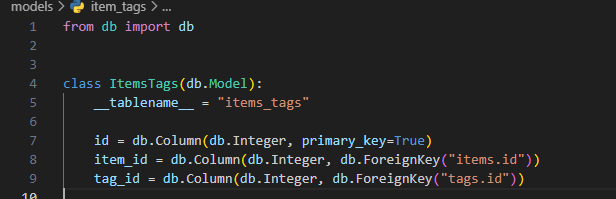 models > item_tags > ...
1 from db import db
2
3
4 class ItemsTags(db.Model):
5     __tablename__ = "items_tags"
6
7     id = db.Column(db.Integer, primary_key=True)
8     item_id = db.Column(db.Integer, db.ForeignKey("items.id"))
9     tag_id = db.Column(db.Integer, db.ForeignKey("tags.id"))
10